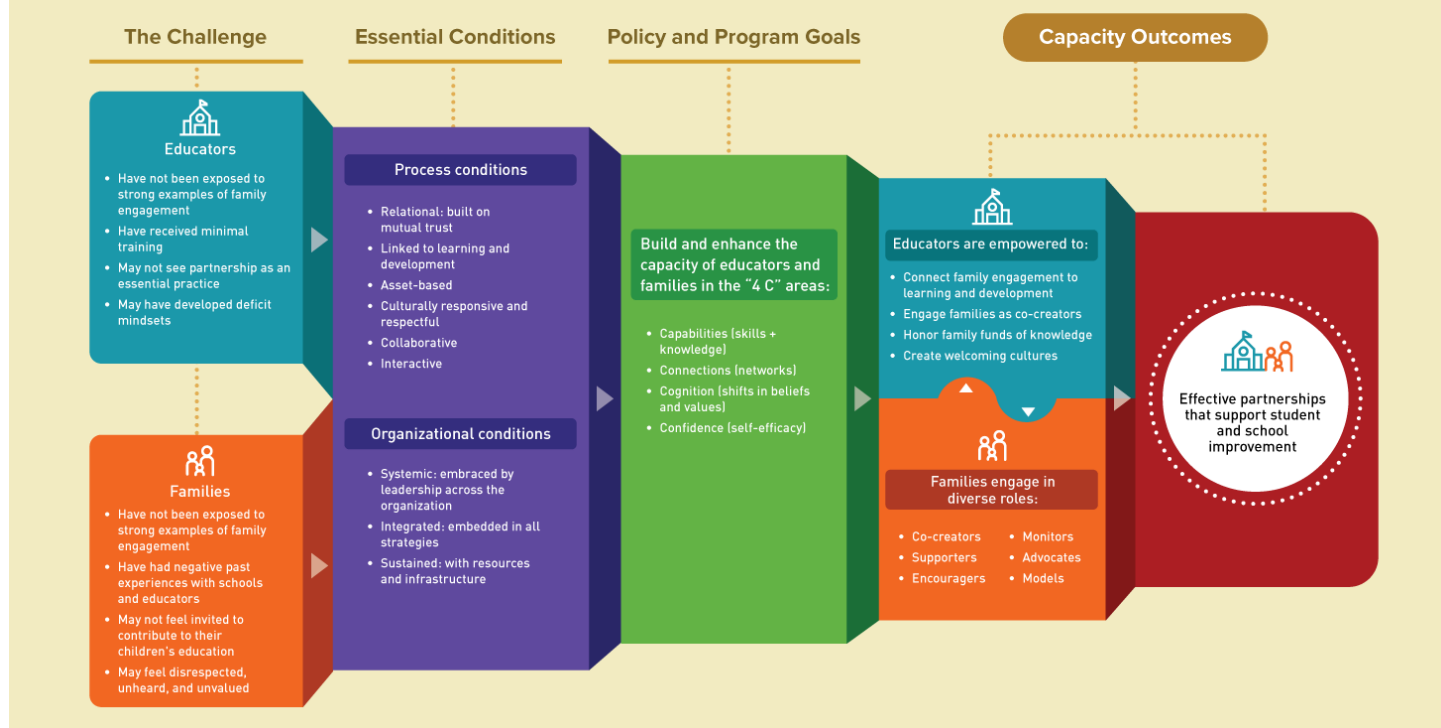 The Challenge
Essential Conditions
Policy and Program Goals
Capacity Outcomes
Educators
• Have not been exposed to
strong examples of family
engagement
• Have received minimal
training
• May not see partnership as an
essential practice
• May have developed deficit
mindsets
Families
• Have not been exposed to
strong examples of family
engagement
• Have had negative past
experiences with schools
and educators
• May not feel invited to
contribute to their
children's education
• May feel disrespected,
unheard, and unvalued
Process conditions
• Relational: built on
mutual trust
• Linked to learning and
development
• Asset-based
• Culturally responsive and
respectful
• Collaborative
• Interactive
Organizational conditions
• Systemic: embraced by
leadership across the
organization
• Integrated: embedded in all
strategies
• Sustained: with resources
and infrastructure
Build and enhance the
capacity of educators and
families in the “4 C” areas:
• Capabilities (skills +
knowledge)
• Connections (networks)
• Cognition (shifts in beliefs
and values)
• Confidence (self-efficacy)
Educators are empowered to:
• Connect family engagement to
learning and development
• Engage families as co-creators
• Honor family funds of knowledge
• Create welcoming cultures
Families engage in
diverse roles:
• Co-creators
• Supporters
• Encouragers
• Monitors
• Advocates
• Models
Effective partnerships
that support student
and school
improvement